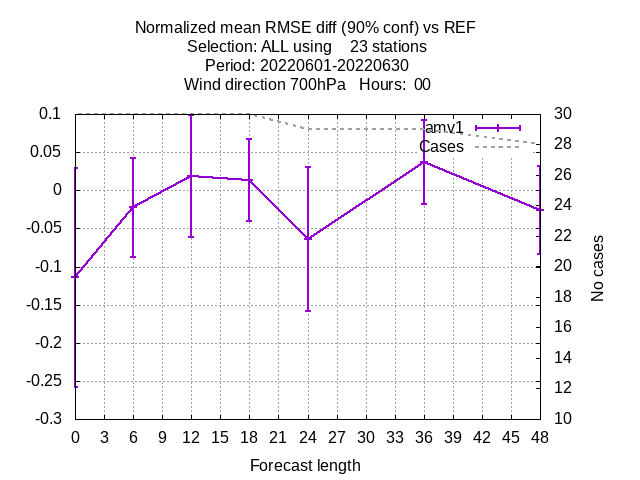 Normalized mean RMSE diff (90% conf) vs REF
Selection: ALL using    23 stations
Period: 20220601-20220630
Wind direction 700hPa   Hours:  00
0.1
0.05
0
-0.05
-0.1
-0.15
-0.2
-0.25
-0.3
amv1
Cases
30
28
26
24
22
20
18
16
14
12
10
No cases
0 3 6 9 12 15 18 21 24 27 30 33 36 39 42 45 48
Forecast length